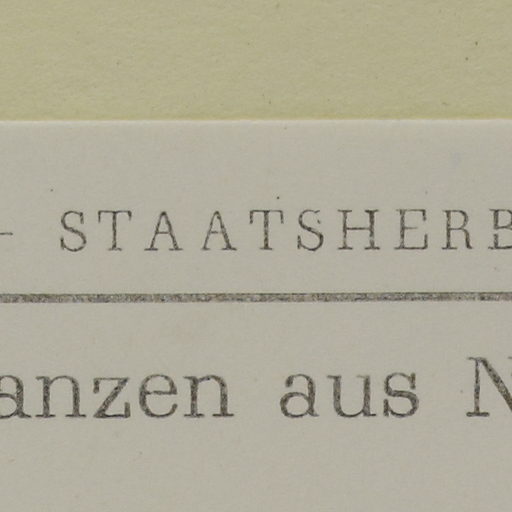 - STAATSHERB
anzen aus N